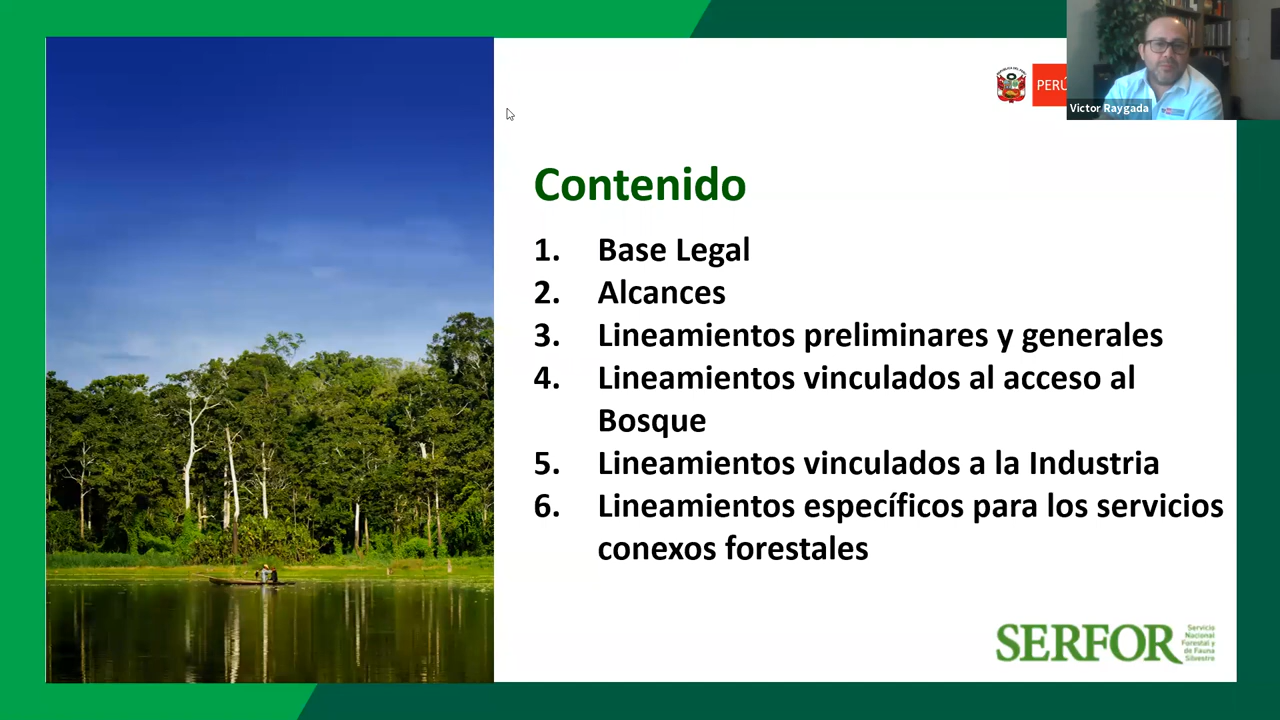 PERÚ
Victor Raygada
Contenido
1. Base Legal
2. Alcances
3. Lineamientos preliminares y generales
4. Lineamientos vinculados al acceso al
Bosque
5. Lineamientos vinculados a la Industria
6. Lineamientos específicos para los servicios
conexos forestales
SERFOR
Servicio
Nacional
Forestal y
de Fauna
Silvestre